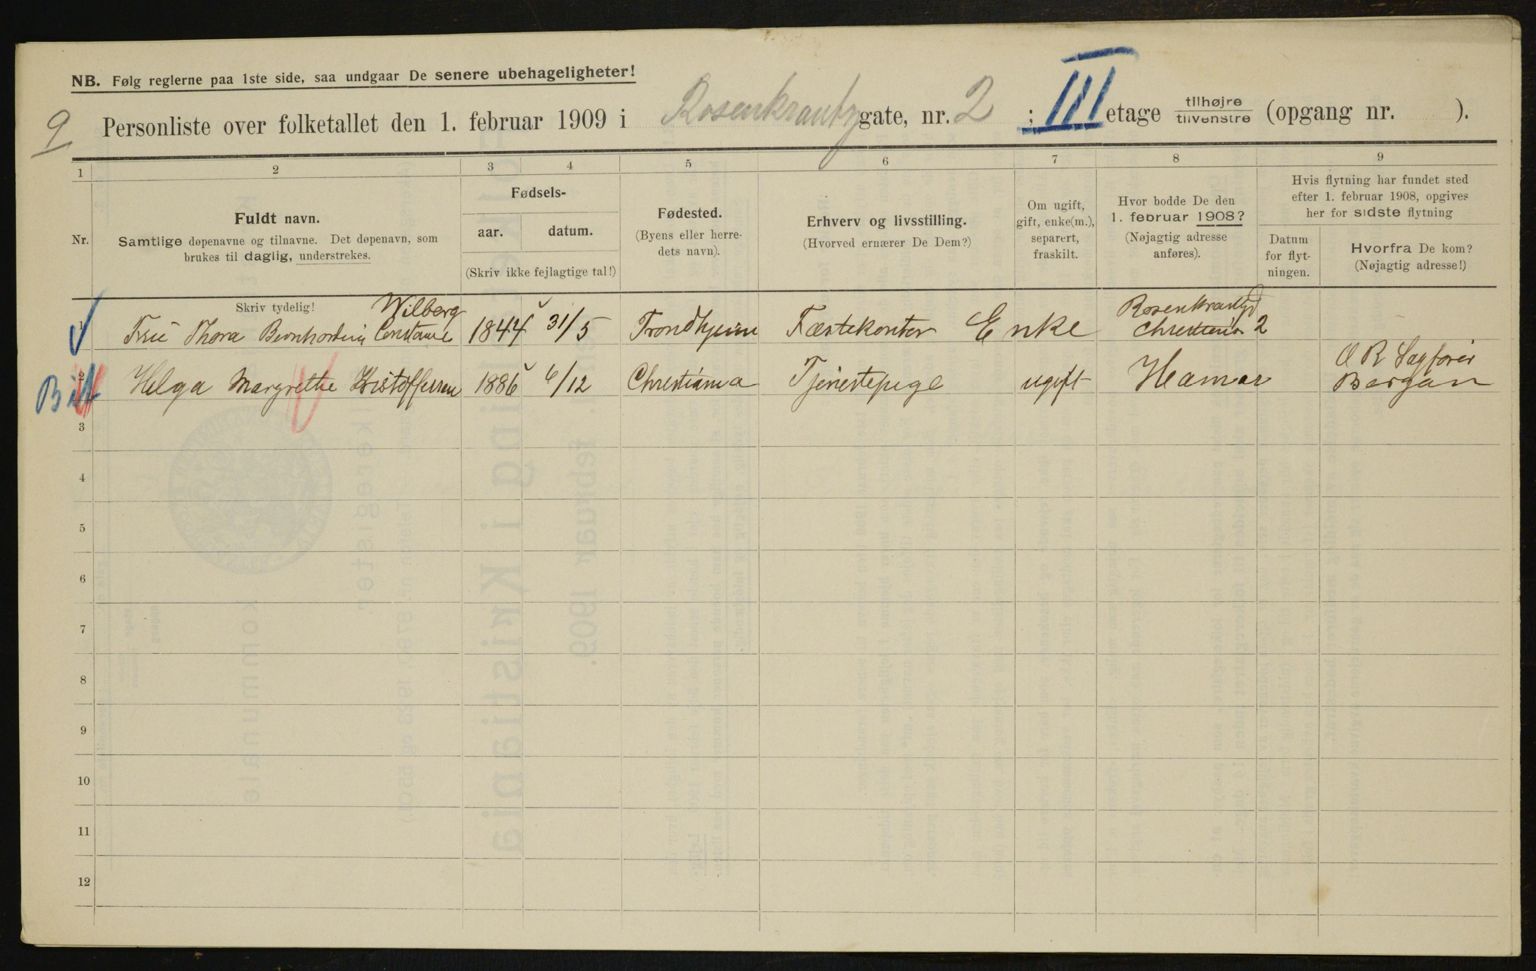 NB. Følg reglerne paa 1ste side, saa undgaar De senere ubehageligheter!
9 Personliste over folketallet den 1. februar 1909 i Rosenkrantz gate, nr. 2 ; III etage tilhøjre tilvenstre (opgang nr. ).
1 2 3 4 5 6 7 8 9
Nr.
Fuldt navn.
Samtlige døpenavne og tilnavne. Det døpenavn, som
brukes til daglig, understrekes.
Skriv tydelig!
Fødsels-
aar. datum.
(Skriv ikke fejlagtige tal!)
Fødested.
(Byens eller herre-
dets navn).
Erhverv og livsstilling.
(Hvorved ernærer De Dem?)
Om ugift,
gift, enke(m.),
separert,
fraskilt.
Hvor bodde De den
1. februar 1908?
(Nøjagtig adresse
anføres).
Hvis flytning har fundet sted
efter 1. februar 1908, opgives
her for sidste flytning
Datum
for flyt-
ningen.
Hvorfra De kom?
(Nøjagtig adresse!)
Wilberg
1 Thora 1844 31/5 Trondhjem Enke 2
2 Helga Margrethe 1886 6/12 Christiania Tjenestepige ugift Hamar
3
4
5
6
7
8
9
10
11
12